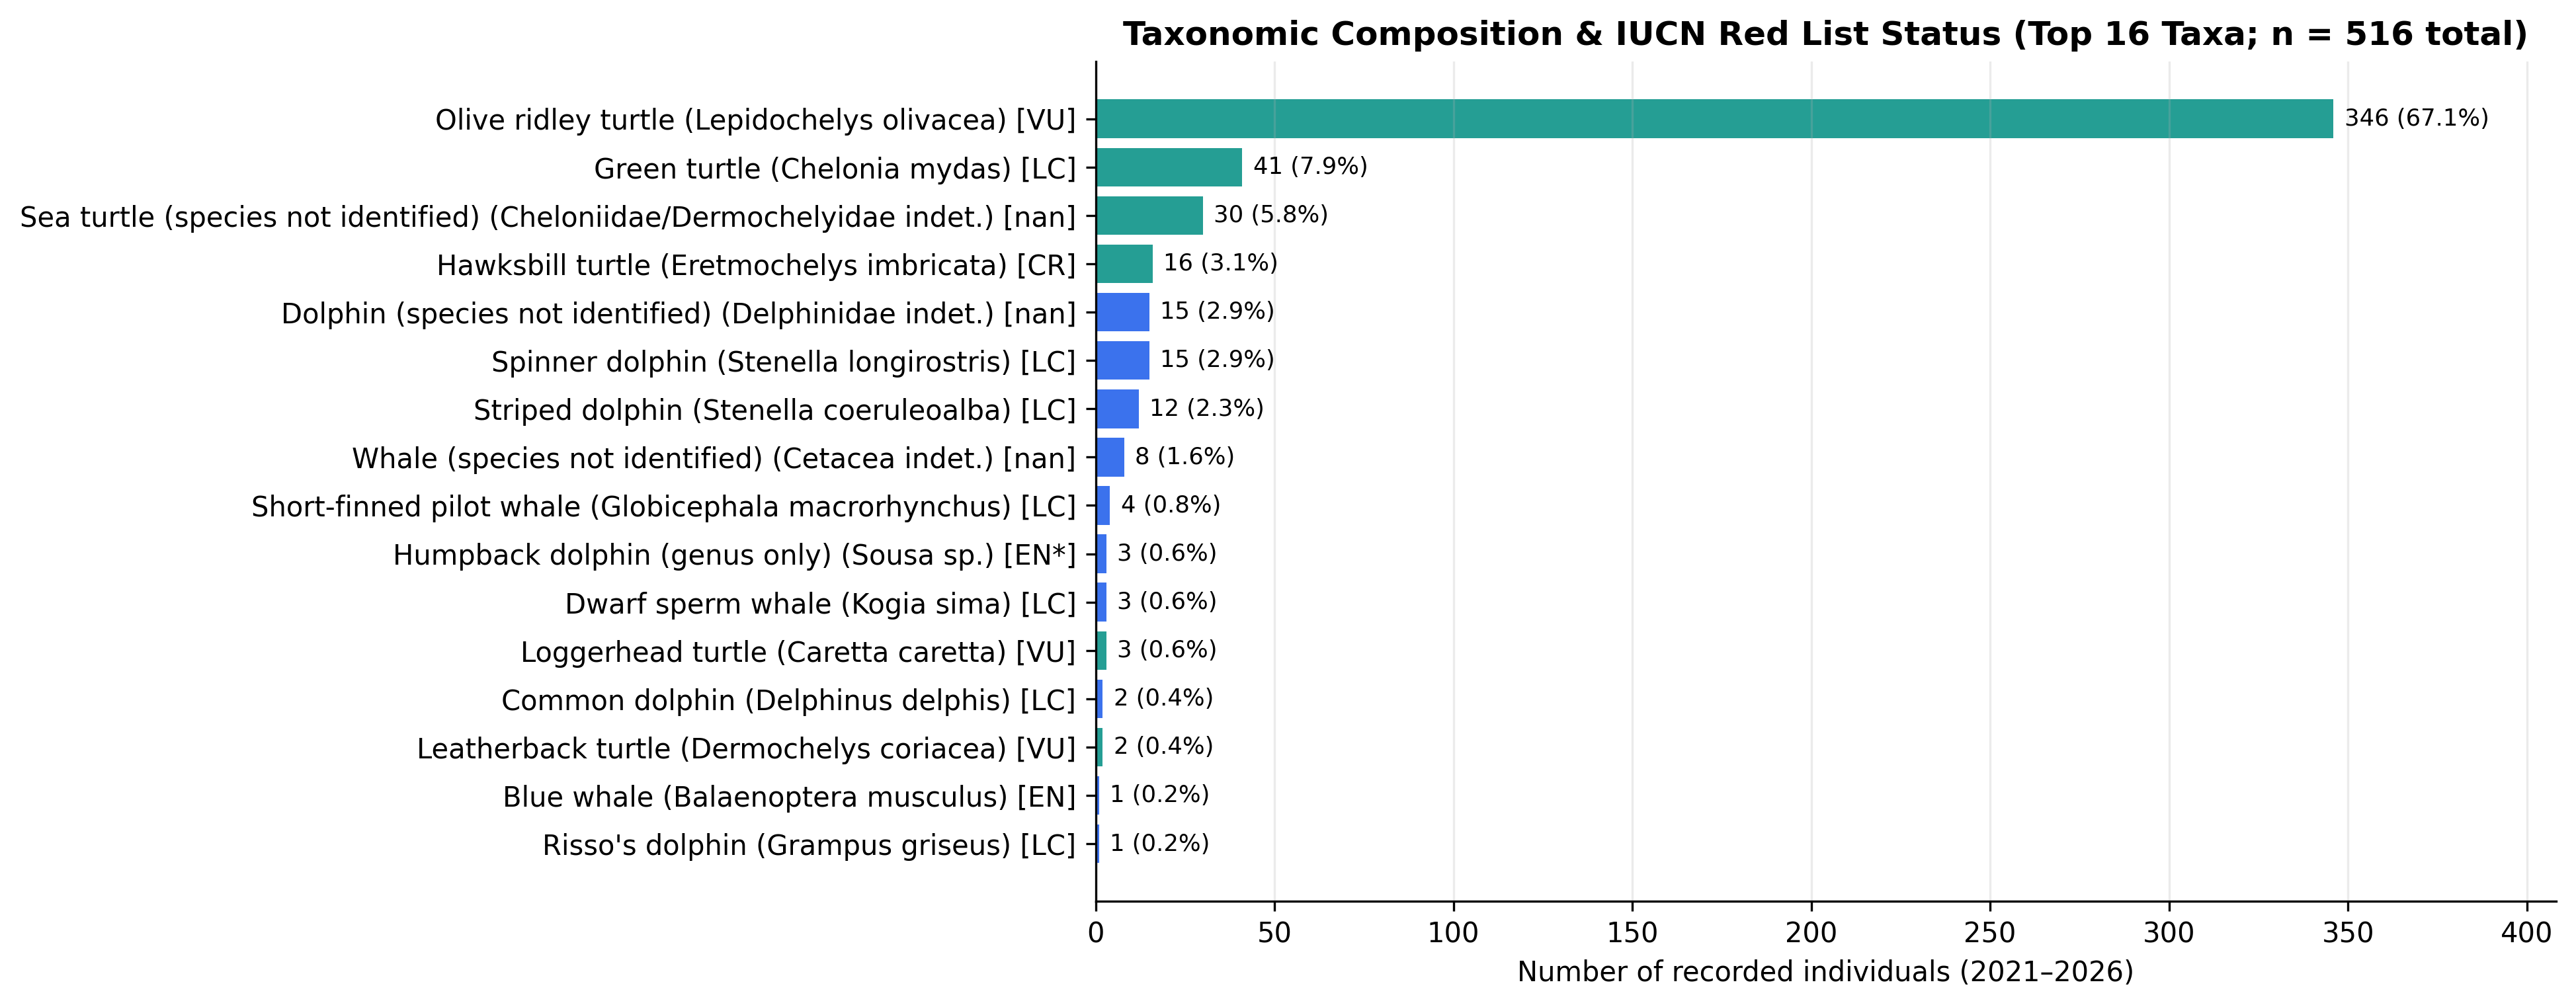 Taxonomic Composition & IUCN Red List Status (Top 16 Taxa; n = 516 total)
Olive ridley turtle (Lepidochelys olivacea) [VU] 346 (67.1%)
Green turtle (Chelonia mydas) [LC] 41 (7.9%)
Sea turtle (species not identified) (Cheloniidae/Dermochelyidae indet.) [nan] 30 (5.8%)
Hawksbill turtle (Eretmochelys imbricata) [CR] 16 (3.1%)
Dolphin (species not identified) (Delphinidae indet.) [nan] 15 (2.9%)
Spinner dolphin (Stenella longirostris) [LC] 15 (2.9%)
Striped dolphin (Stenella coeruleoalba) [LC] 12 (2.3%)
Whale (species not identified) (Cetacea indet.) [nan] 8 (1.6%)
Short-finned pilot whale (Globicephala macrorhynchus) [LC] 4 (0.8%)
Humpback dolphin (genus only) (Sousa sp.) [EN*] 3 (0.6%)
Dwarf sperm whale (Kogia sima) [LC] 3 (0.6%)
Loggerhead turtle (Caretta caretta) [VU] 3 (0.6%)
Common dolphin (Delphinus delphis) [LC] 2 (0.4%)
Leatherback turtle (Dermochelys coriacea) [VU] 2 (0.4%)
Blue whale (Balaenoptera musculus) [EN] 1 (0.2%)
Risso's dolphin (Grampus griseus) [LC] 1 (0.2%)
0 50 100 150 200 250 300 350 400
Number of recorded individuals (2021–2026)